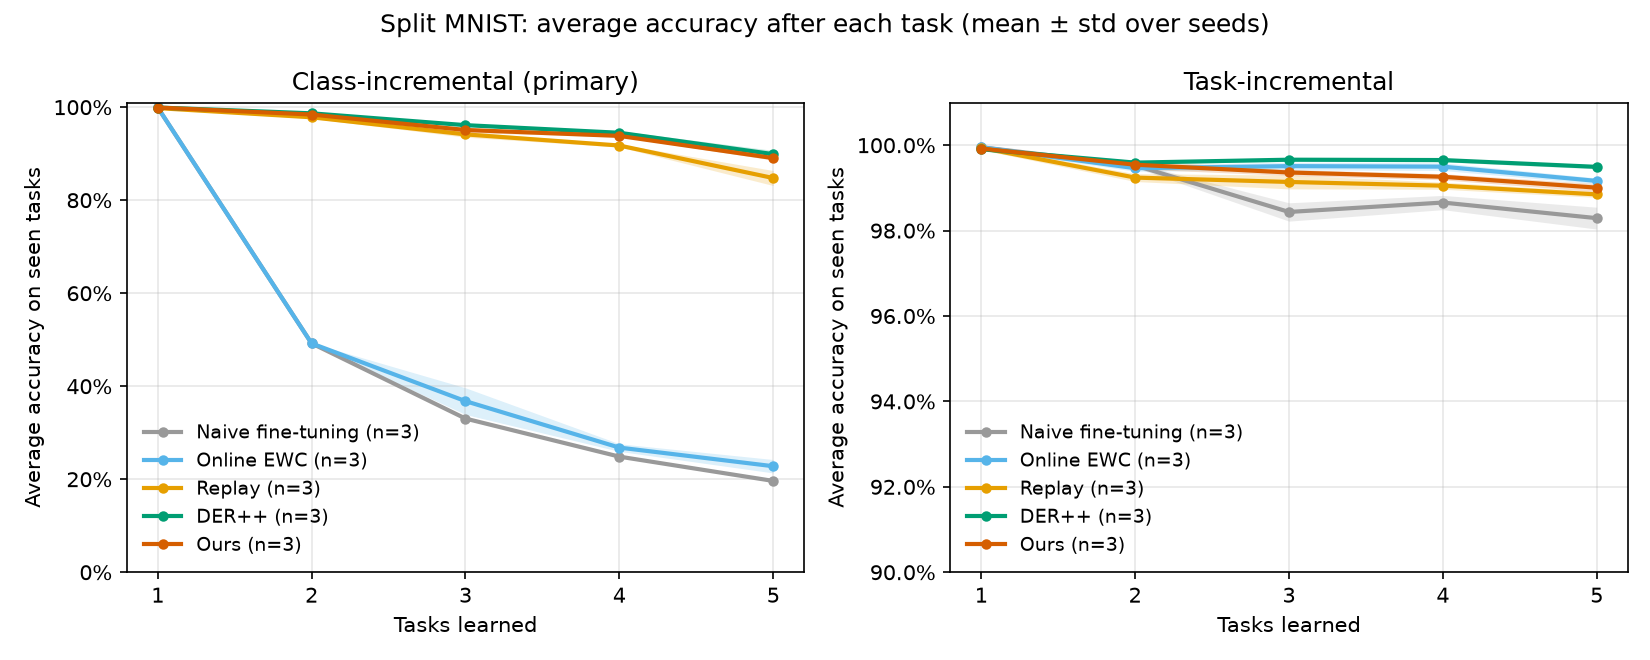 Split MNIST: average accuracy after each task (mean ± std over seeds)
Class-incremental (primary)
Average accuracy on seen tasks
100%
80%
60%
40%
20%
0%
Naive fine-tuning (n=3)
Online EWC (n=3)
Replay (n=3)
DER++ (n=3)
Ours (n=3)
1 2 3 4 5
Tasks learned
Task-incremental
Average accuracy on seen tasks
100.0%
98.0%
96.0%
94.0%
92.0%
90.0%
Naive fine-tuning (n=3)
Online EWC (n=3)
Replay (n=3)
DER++ (n=3)
Ours (n=3)
1 2 3 4 5
Tasks learned